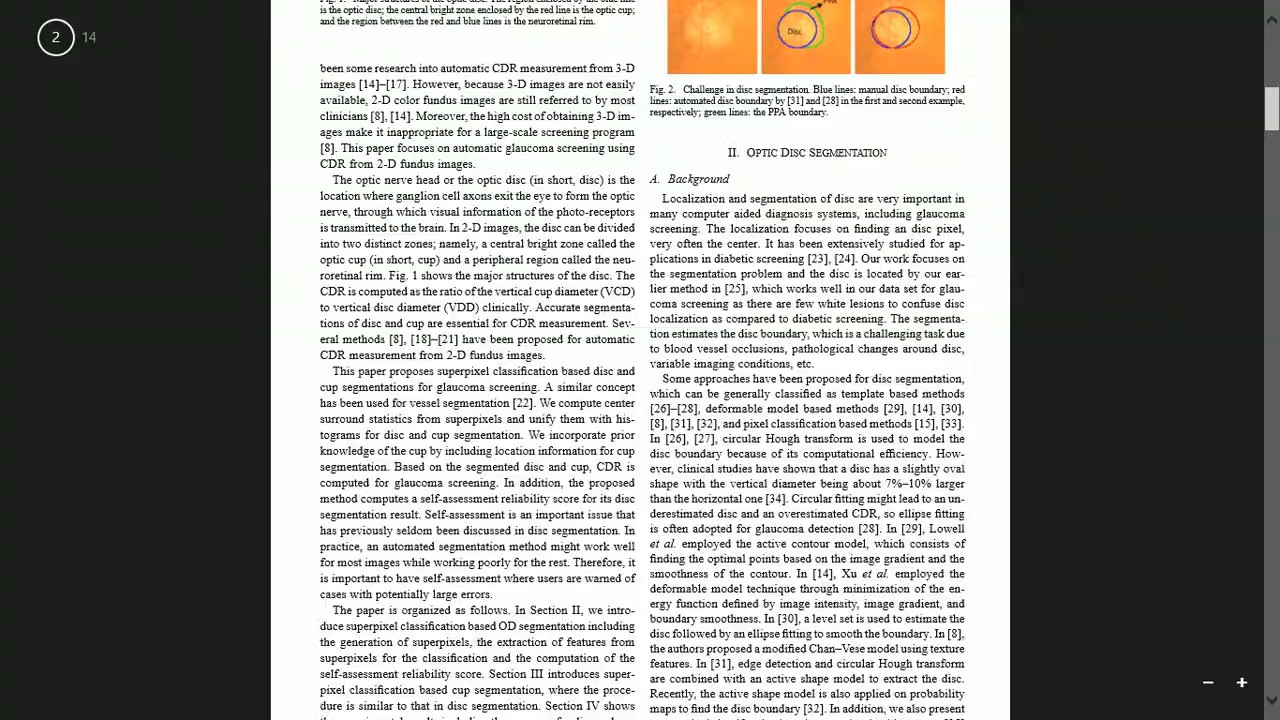 2 14
is the optic disc; the central bright zone enclosed by the red line is the optic cup;
and the region between the red and blue lines is the neuroretinal rim.
been some research into automatic CDR measurement from 3-D
images [14]–[17]. However, because 3-D images are not easily
available, 2-D color fundus images are still referred to by most
clinicians [8], [14]. Moreover, the high cost of obtaining 3-D im-
ages make it inappropriate for a large-scale screening program
[8]. This paper focuses on automatic glaucoma screening using
CDR from 2-D fundus images.
The optic nerve head or the optic disc (in short, disc) is the
location where ganglion cell axons exit the eye to form the optic
nerve, through which visual information of the photo-receptors
is transmitted to the brain. In 2-D images, the disc can be divided
into two distinct zones; namely, a central bright zone called the
optic cup (in short, cup) and a peripheral region called the neu-
roretinal rim. Fig. 1 shows the major structures of the disc. The
CDR is computed as the ratio of the vertical cup diameter (VCD)
to vertical disc diameter (VDD) clinically. Accurate segmenta-
tions of disc and cup are essential for CDR measurement. Sev-
eral methods [8], [18]–[21] have been proposed for automatic
CDR measurement from 2-D fundus images.
This paper proposes superpixel classification based disc and
cup segmentations for glaucoma screening. A similar concept
has been used for vessel segmentation [22]. We compute center
surround statistics from superpixels and unify them with his-
tograms for disc and cup segmentation. We incorporate prior
knowledge of the cup by including location information for cup
segmentation. Based on the segmented disc and cup, CDR is
computed for glaucoma screening. In addition, the proposed
method computes a self-assessment reliability score for its disc
segmentation result. Self-assessment is an important issue that
has previously seldom been discussed in disc segmentation. In
practice, an automated segmentation method might work well
for most images while working poorly for the rest. Therefore, it
is important to have self-assessment where users are warned of
cases with potentially large errors.
The paper is organized as follows. In Section II, we intro-
duce superpixel classification based OD segmentation including
the generation of superpixels, the extraction of features from
superpixels for the classification and the computation of the
self-assessment reliability score. Section III introduces super-
pixel classification based cup segmentation, where the proce-
dure is similar to that in disc segmentation. Section IV shows
PPA
Disc
Fig. 2. Challenge in disc segmentation. Blue lines: manual disc boundary; red
lines: automated disc boundary by [31] and [28] in the first and second example,
respectively; green lines: the PPA boundary.
II. OPTIC DISC SEGMENTATION
A. Background
Localization and segmentation of disc are very important in
many computer aided diagnosis systems, including glaucoma
screening. The localization focuses on finding an disc pixel,
very often the center. It has been extensively studied for ap-
plications in diabetic screening [23], [24]. Our work focuses on
the segmentation problem and the disc is located by our ear-
lier method in [25], which works well in our data set for glau-
coma screening as there are few white lesions to confuse disc
localization as compared to diabetic screening. The segmenta-
tion estimates the disc boundary, which is a challenging task due
to blood vessel occlusions, pathological changes around disc,
variable imaging conditions, etc.
Some approaches have been proposed for disc segmentation,
which can be generally classified as template based methods
[26]–[28], deformable model based methods [29], [14], [30],
[8], [31], [32], and pixel classification based methods [15], [33].
In [26], [27], circular Hough transform is used to model the
disc boundary because of its computational efficiency. How-
ever, clinical studies have shown that a disc has a slightly oval
shape with the vertical diameter being about 7%–10% larger
than the horizontal one [34]. Circular fitting might lead to an un-
derestimated disc and an overestimated CDR, so ellipse fitting
is often adopted for glaucoma detection [28]. In [29], Lowell
et al. employed the active contour model, which consists of
finding the optimal points based on the image gradient and the
smoothness of the contour. In [14], Xu et al. employed the
deformable model technique through minimization of the en-
ergy function defined by image intensity, image gradient, and
boundary smoothness. In [30], a level set is used to estimate the
disc followed by an ellipse fitting to smooth the boundary. In [8],
the authors proposed a modified Chan–Vese model using texture
features. In [31], edge detection and circular Hough transform
are combined with an active shape model to extract the disc.
Recently, the active shape model is also applied on probability
maps to find the disc boundary [32]. In addition, we also present